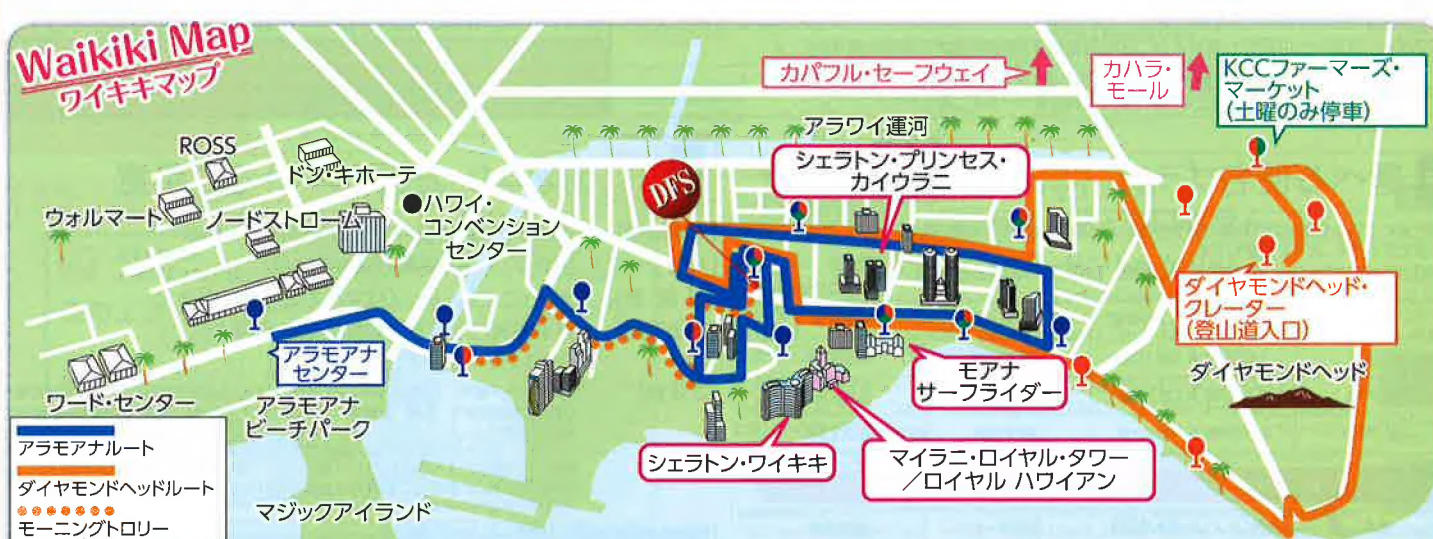 Waikiki Map
ワイキキマップ
カパフル・セーフウェイ
カハラ・
モール
KCCファーマーズ・
マーケット
(土曜のみ停車)
アラワイ運河
シェラトン・プリンセス・
カイウラニ
ROSS
ドン・キホーテ
DFS
ウォルマート
ノードストローム
ハワイ・
コンベンション
センター
ダイヤモンドヘッド・
クレーター
(登山道入口)
アラモアナ
センター
モアナ
サーフライダー
ダイヤモンドヘッド
ワード・センター
アラモアナ
ビーチパーク
シェラトン・ワイキキ
マイラニ・ロイヤル・タワー
/ロイヤル ハワイアン
アラモアナルート
ダイヤモンドヘッドルート
モーニングトロリー
マジックアイランド